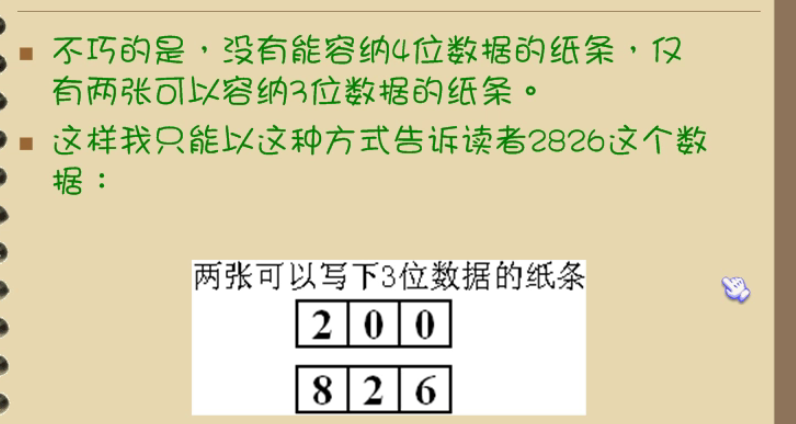 不巧的是，没有能容纳4位数据的纸条，仅
有两张可以容纳3位数据的纸条。
这样我只能以这种方式告诉读者2826这个数
据：
两张可以写下3位数据的纸条
2 0 0
8 2 6